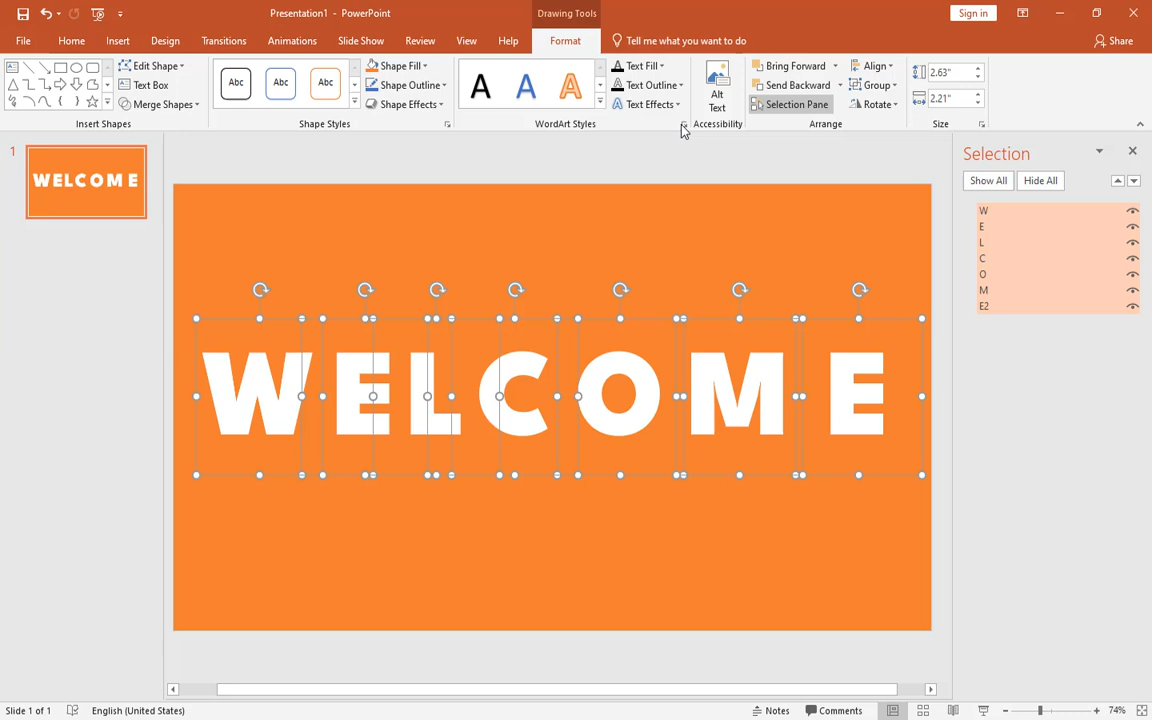 Presentation1 - PowerPoint
Drawing Tools
Sign in
File Home Insert Design Transitions Animations Slide Show Review View Help Format Tell me what you want to do Share
Edit Shape
Text Box
Merge Shapes
Insert Shapes
Abc Abc Abc
Shape Fill
Shape Outline
Shape Effects
Shape Styles
A A A
Text Fill
Text Outline
Text Effects
WordArt Styles
Alt
Text
Accessibility
Bring Forward
Send Backward
Selection Pane
Align
Group
Rotate
Arrange
2.63"
2.21"
Size
1
WELCOME
WELCOME
Selection
Show All Hide All
W
E
L
C
O
M
E2
Slide 1 of 1 English (United States) Notes Comments 74%